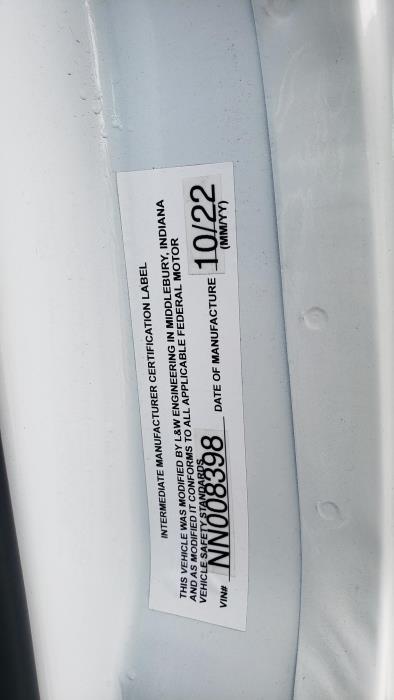 INTERMEDIATE MANUFACTURER CERTIFICATION LABEL
THIS VEHICLE WAS MODIFIED BY L&W ENGINEERING IN MIDDLEBURY, INDIANA
AND AS MODIFIED IT CONFORMS TO ALL APPLICABLE FEDERAL MOTOR
VEHICLE SAFETY STANDARDS
VIN# NN008398 DATE OF MANUFACTURE 10/22
(MM/YY)